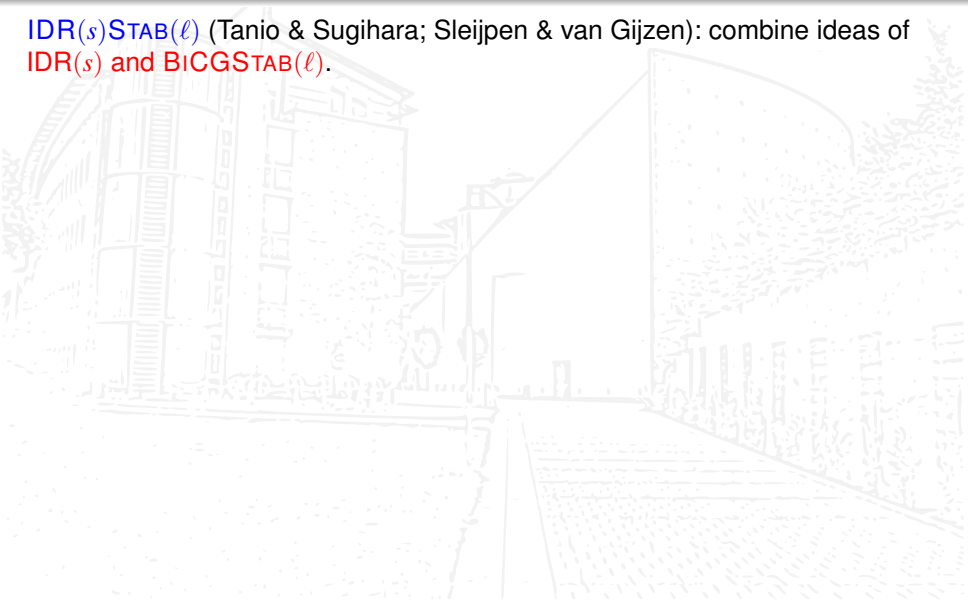 IDR(s)STAB(ℓ) (Tanio & Sugihara; Sleijpen & van Gijzen): combine ideas of
IDR(s) and BICGSTAB(ℓ).